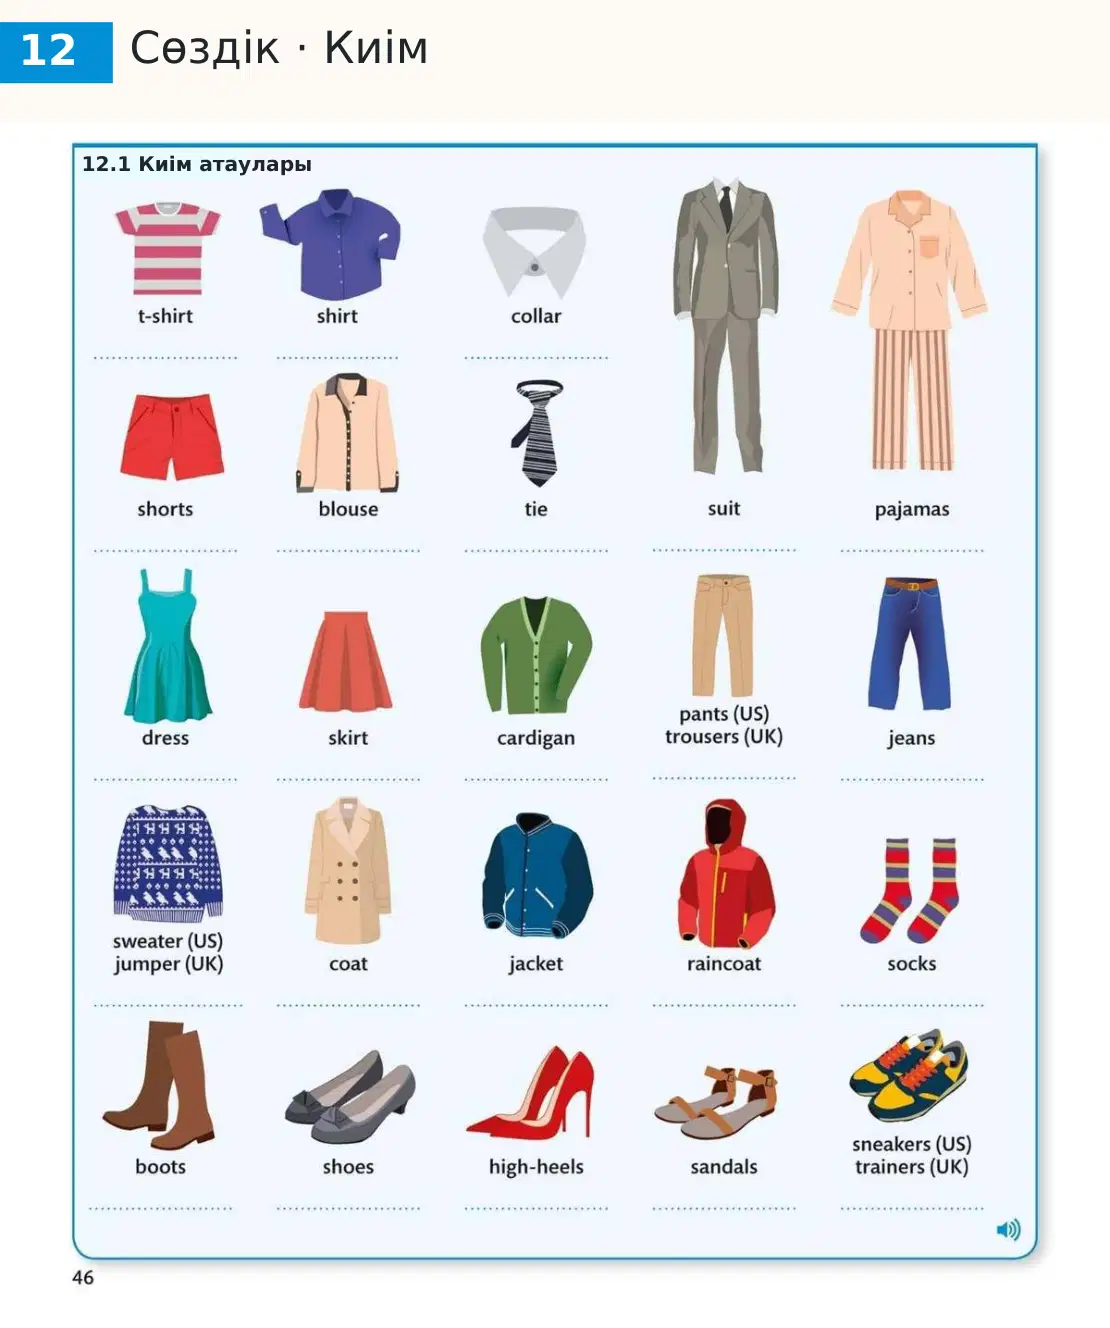 12 Сөздік · Киім
12.1 Киім атаулары
t-shirt
shirt
collar
shorts
blouse
tie
suit
pajamas
dress
skirt
cardigan
pants (US)
trousers (UK)
jeans
sweater (US)
jumper (UK)
coat
jacket
raincoat
socks
boots
shoes
high-heels
sandals
sneakers (US)
trainers (UK)
46